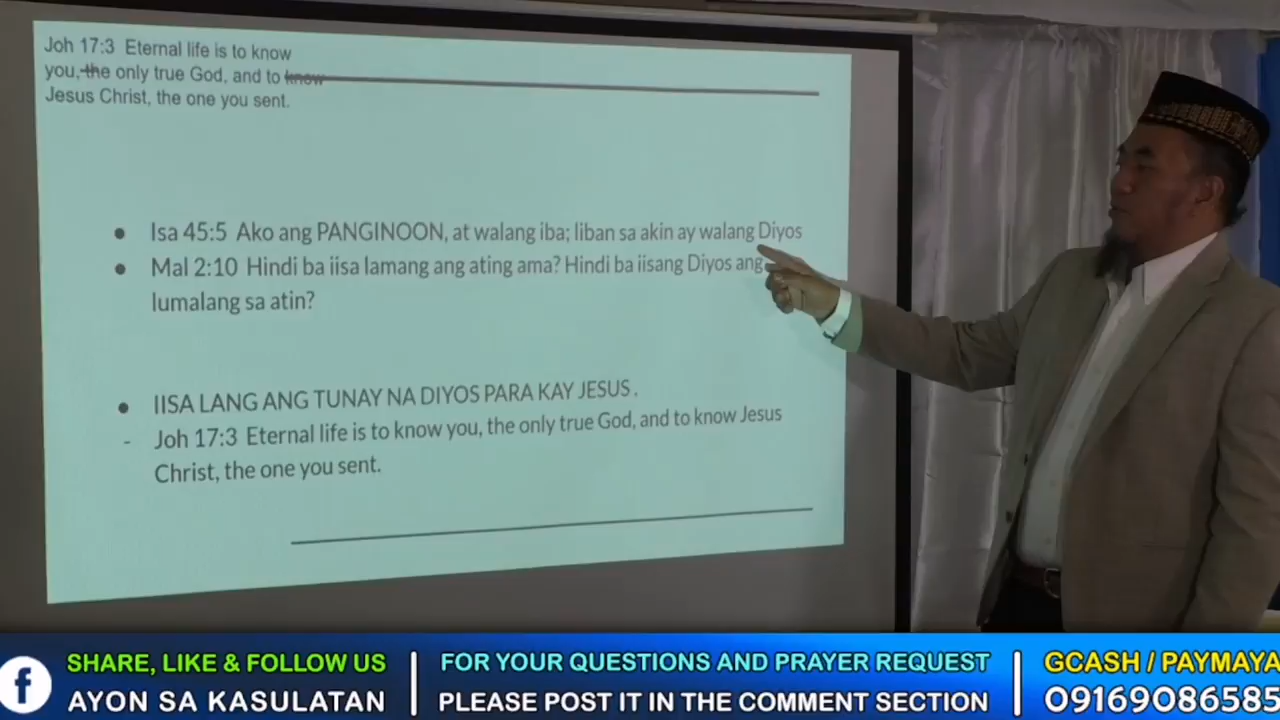 Joh 17:3 Eternal life is to know
you, the only true God, and to know
Jesus Christ, the one you sent.
• Isa 45:5 Ako ang PANGINOON, at walang iba; liban sa akin ay walang Diyos
• Mal 2:10 Hindi ba iisa lamang ang ating ama? Hindi ba iisang Diyos ang
lumalang sa atin?
• IISA LANG ANG TUNAY NA DIYOS PARA KAY JESUS.
- Joh 17:3 Eternal life is to know you, the only true God, and to know Jesus
Christ, the one you sent.
SHARE, LIKE & FOLLOW US
AYON SA KASULATAN
FOR YOUR QUESTIONS AND PRAYER REQUEST
PLEASE POST IT IN THE COMMENT SECTION
GCASH / PAYMAYA
09169086585